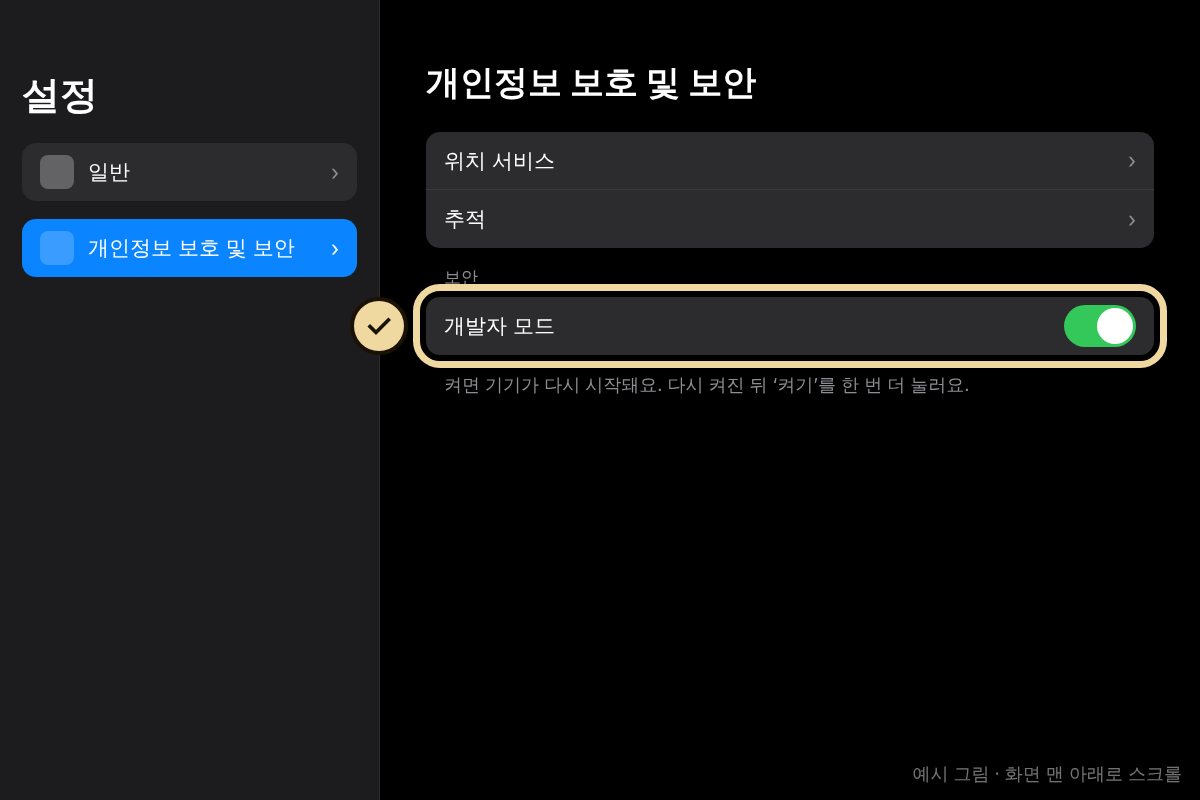 설정
일반
개인정보 보호 및 보안
개인정보 보호 및 보안
위치 서비스
추적
보안
개발자 모드
켜면 기기가 다시 시작돼요. 다시 켜진 뒤 ‘켜기’를 한 번 더 눌러요.
예시 그림 · 화면 맨 아래로 스크롤